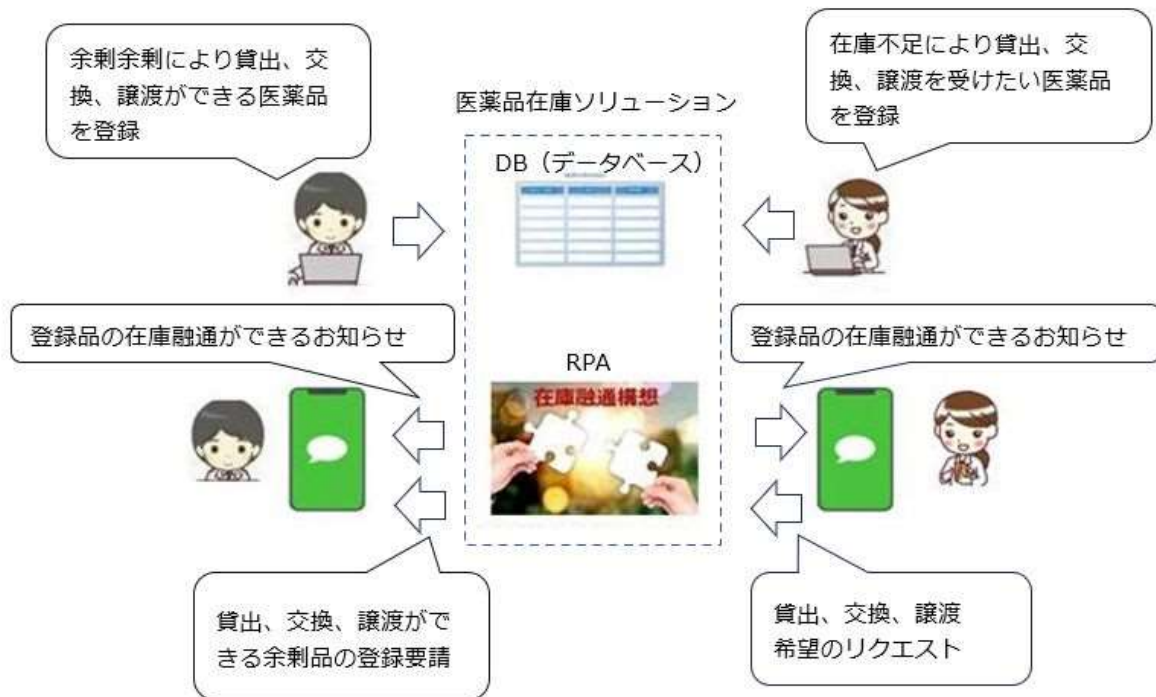 余剰余剰により貸出、交
換、譲渡ができる医薬品
を登録
在庫不足により貸出、交
換、譲渡を受けたい医薬品
を登録
医薬品在庫ソリューション
DB（データベース）
登録品の在庫融通ができるお知らせ
登録品の在庫融通ができるお知らせ
RPA
在庫融通構想
貸出、交換、譲渡がで
きる余剰品の登録要請
貸出、交換、譲渡
希望のリクエスト